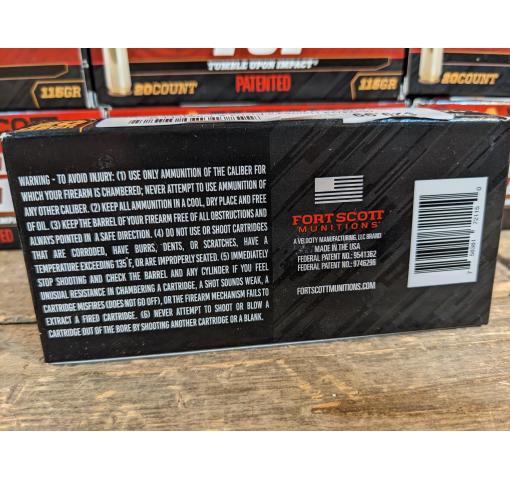 TUI
TUMBLE UPON IMPACT
115GR
20COUNT
PATENTED
115GR
20COUNT
WARNING - TO AVOID INJURY: (1) USE ONLY AMMUNITION OF THE CALIBER FOR
WHICH YOUR FIREARM IS CHAMBERED; NEVER ATTEMPT TO USE AMMUNITION OF
ANY OTHER CALIBER. (2) KEEP ALL AMMUNITION IN A COOL, DRY PLACE AND FREE
OF OIL. (3) KEEP THE BARREL OF YOUR FIREARM FREE OF ALL OBSTRUCTIONS AND
ALWAYS POINTED IN A SAFE DIRECTION. (4) DO NOT USE OR SHOOT CARTRIDGES
THAT ARE CORRODED, HAVE BURRS, DENTS, OR SCRATCHES, HAVE A
TEMPERATURE EXCEEDING 135°F, OR ARE IMPROPERLY SEATED. (5) IMMEDIATELY
STOP SHOOTING AND CHECK THE BARREL AND ANY CYLINDER IF YOU FEEL
UNUSUAL RESISTANCE IN CHAMBERING A CARTRIDGE, A SHOT SOUNDS WEAK, A
CARTRIDGE MISFIRES (DOES NOT GO OFF), OR THE FIREARM MECHANISM FAILS TO
EXTRACT A FIRED CARTRIDGE. (6) NEVER ATTEMPT TO SHOOT OR BLOW A
CARTRIDGE OUT OF THE BORE BY SHOOTING ANOTHER CARTRIDGE OR A BLANK.
FORT SCOTT
MUNITIONS
A VELOCITY MANUFACTURING, LLC BRAND
MADE IN THE USA
FEDERAL PATENT NO.: 9541362
FEDERAL PATENT NO.: 9746296
FORTSCOTTMUNITIONS.COM